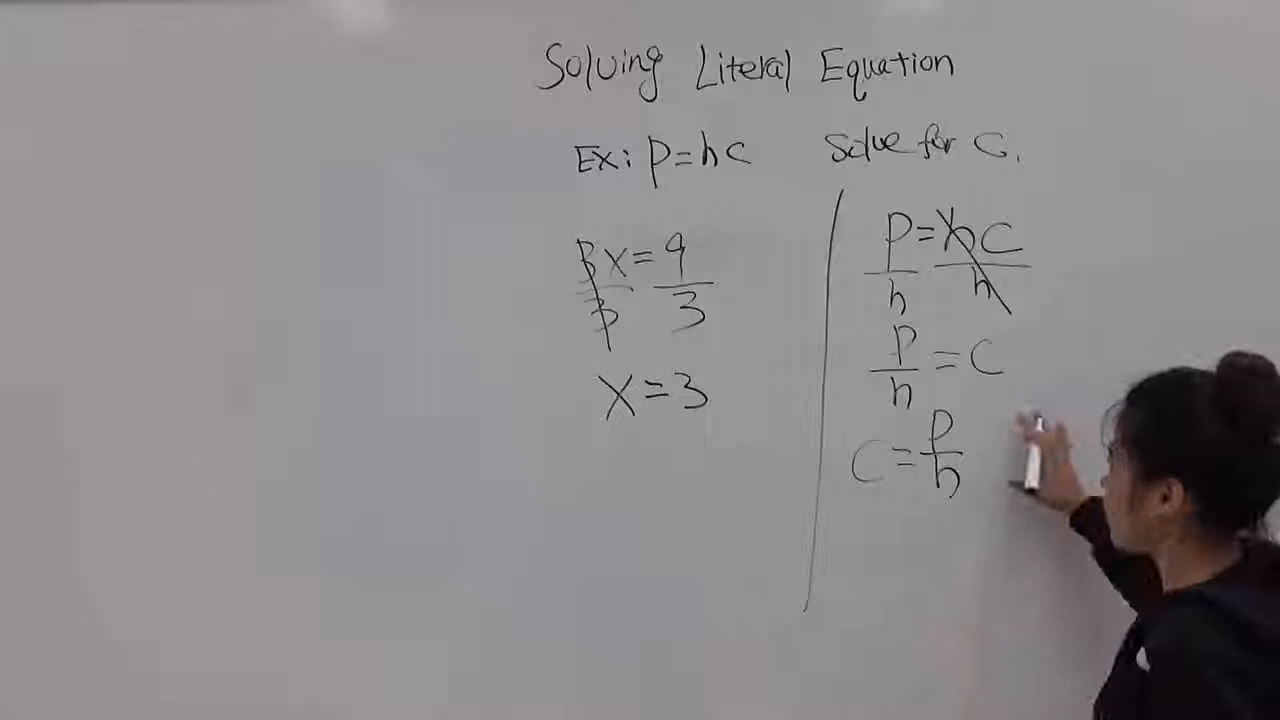 Solving Literal Equation
Ex: p=hc Solve for C.
3x = 9
3 3
x = 3
P = hC
h h
P
h = C
C = P
h